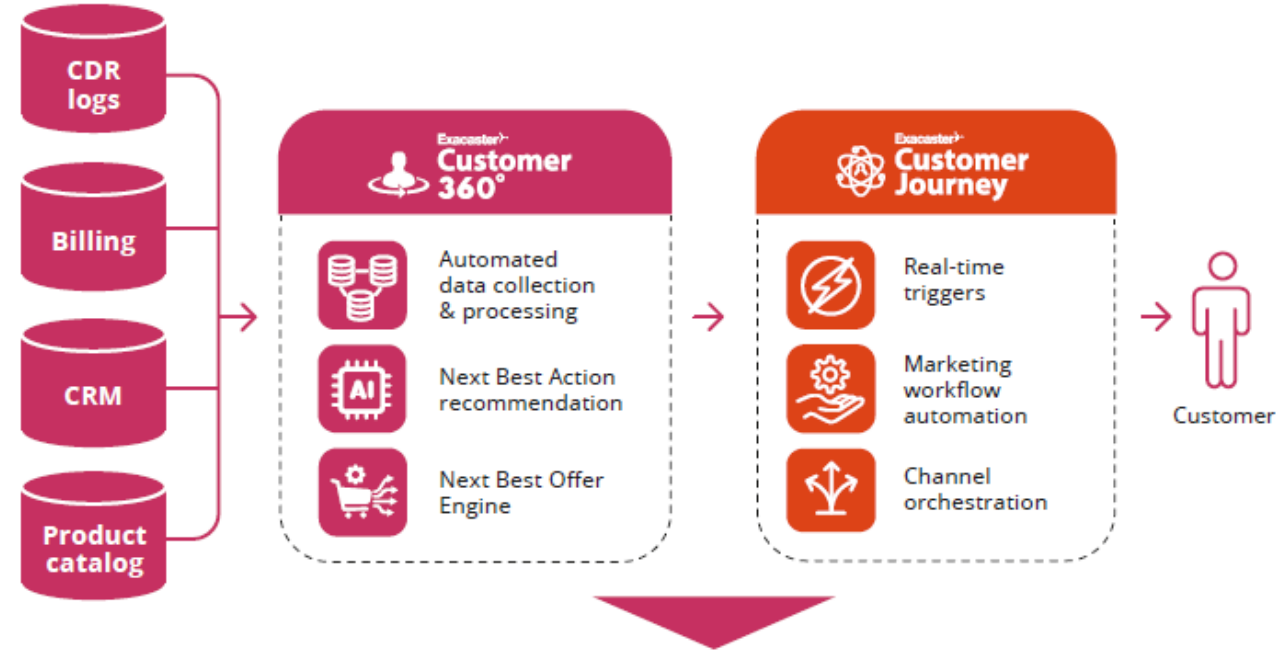 CDR
logs
Billing
CRM
Product
catalog
Exacaster
Customer
360°
Automated
data collection
& processing
AI
Next Best Action
recommendation
Next Best Offer
Engine
Exacaster
Customer
Journey
Real-time
triggers
Marketing
workflow
automation
Channel
orchestration
Customer